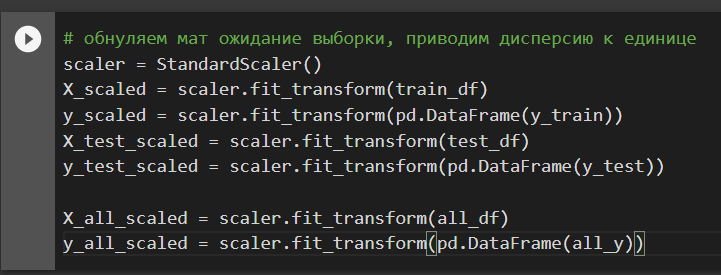 # обнуляем мат ожидание выборки, приводим дисперсию к единице
scaler = StandardScaler()
X_scaled = scaler.fit_transform(train_df)
y_scaled = scaler.fit_transform(pd.DataFrame(y_train))
X_test_scaled = scaler.fit_transform(test_df)
y_test_scaled = scaler.fit_transform(pd.DataFrame(y_test))
X_all_scaled = scaler.fit_transform(all_df)
y_all_scaled = scaler.fit_transform(pd.DataFrame(all_y))